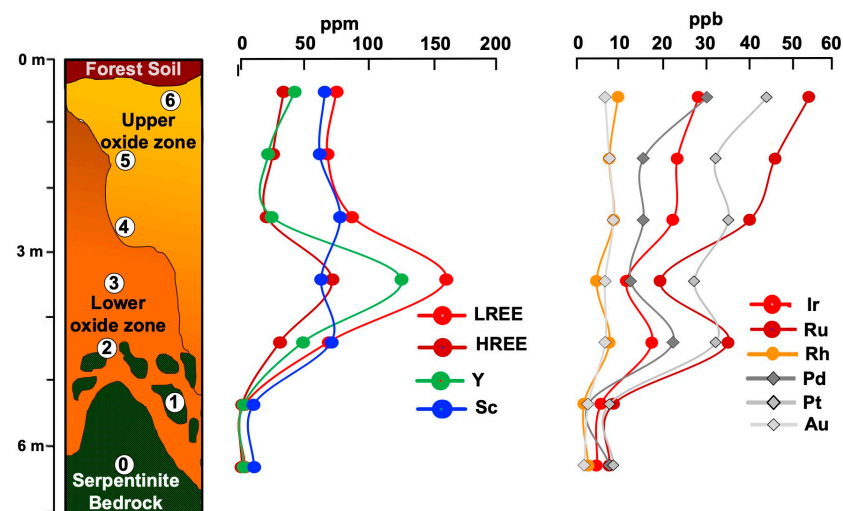 ppm
0 50 100 150 200
ppb
0 10 20 30 40 50 60
0 m
3 m
6 m
Forest Soil
6
Upper
oxide zone
5
4
3
Lower
oxide zone
2
1
0
Serpentinite
Bedrock
LREE
HREE
Y
Sc
Ir
Ru
Rh
Pd
Pt
Au